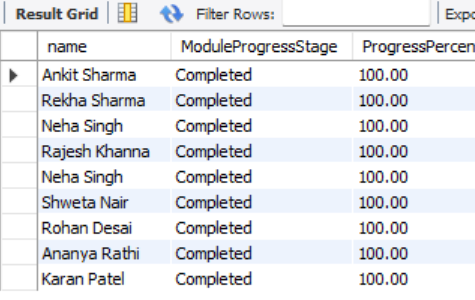 Result Grid Filter Rows: Expo
name ModuleProgressStage ProgressPercen
Ankit Sharma Completed 100.00
Rekha Sharma Completed 100.00
Neha Singh Completed 100.00
Rajesh Khanna Completed 100.00
Neha Singh Completed 100.00
Shweta Nair Completed 100.00
Rohan Desai Completed 100.00
Ananya Rathi Completed 100.00
Karan Patel Completed 100.00